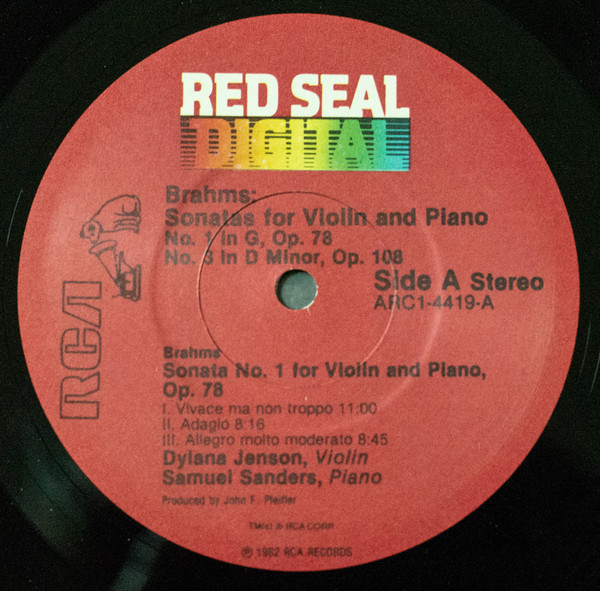 RED SEAL
DIGITAL
Brahms:
Sonatas for Violin and Piano
No. 1 in G, Op. 78
No. 3 in D Minor, Op. 108
Side A Stereo
ARC1-4419-A
RCA
Brahms
Sonata No. 1 for Violin and Piano,
Op. 78
I. Vivace ma non troppo 11:00
II. Adagio 8:16
III. Allegro molto moderato 8:45
Dylana Jenson, Violin
Samuel Sanders, Piano
Produced by John F. Pfeiffer
TM(s) ® RCA CORP.
℗ 1982 RCA RECORDS